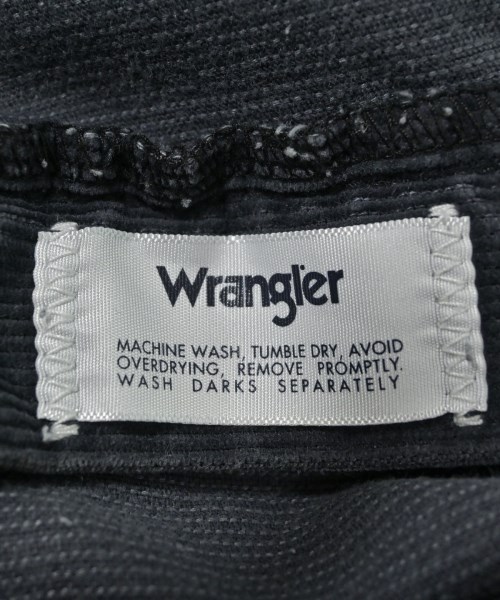 Wrangler
MACHINE WASH, TUMBLE DRY, AVOID
OVERDRYING, REMOVE PROMPTLY.
WASH DARKS SEPARATELY